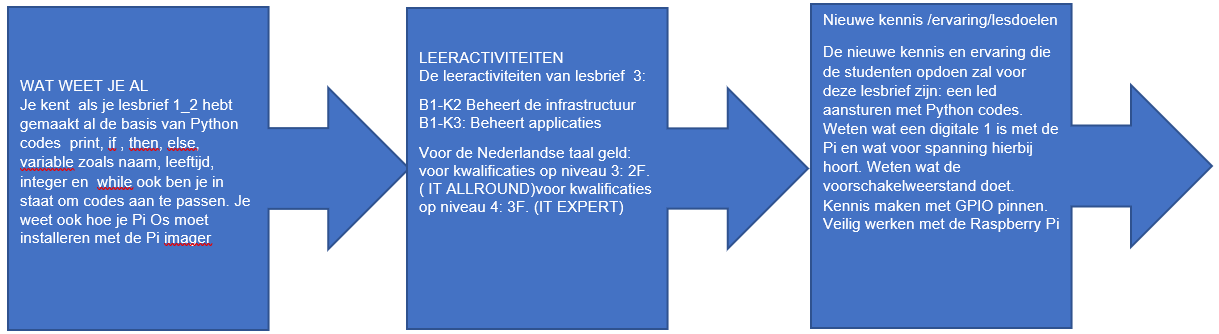 WAT WEET JE AL
Je kent als je lesbrief 1_2 hebt
gemaakt al de basis van Python
codes print, if , then, else,
variable zoals naam, leeftijd,
integer en while ook ben je in
staat om codes aan te passen. Je
weet ook hoe je Pi Os moet
installeren met de Pi imager
LEERACTIVITEITEN
De leeractiviteiten van lesbrief 3:
B1-K2 Beheert de infrastructuur
B1-K3: Beheert applicaties
Voor de Nederlandse taal geld:
voor kwalificaties op niveau 3: 2F.
( IT ALLROUND)voor kwalificaties
op niveau 4: 3F. (IT EXPERT)
Nieuwe kennis /ervaring/lesdoelen
De nieuwe kennis en ervaring die
de studenten opdoen zal voor
deze lesbrief zijn: een led
aansturen met Python codes.
Weten wat een digitale 1 is met de
Pi en wat voor spanning hierbij
hoort. Weten wat de
voorschakelweerstand doet.
Kennis maken met GPIO pinnen.
Veilig werken met de Raspberry Pi